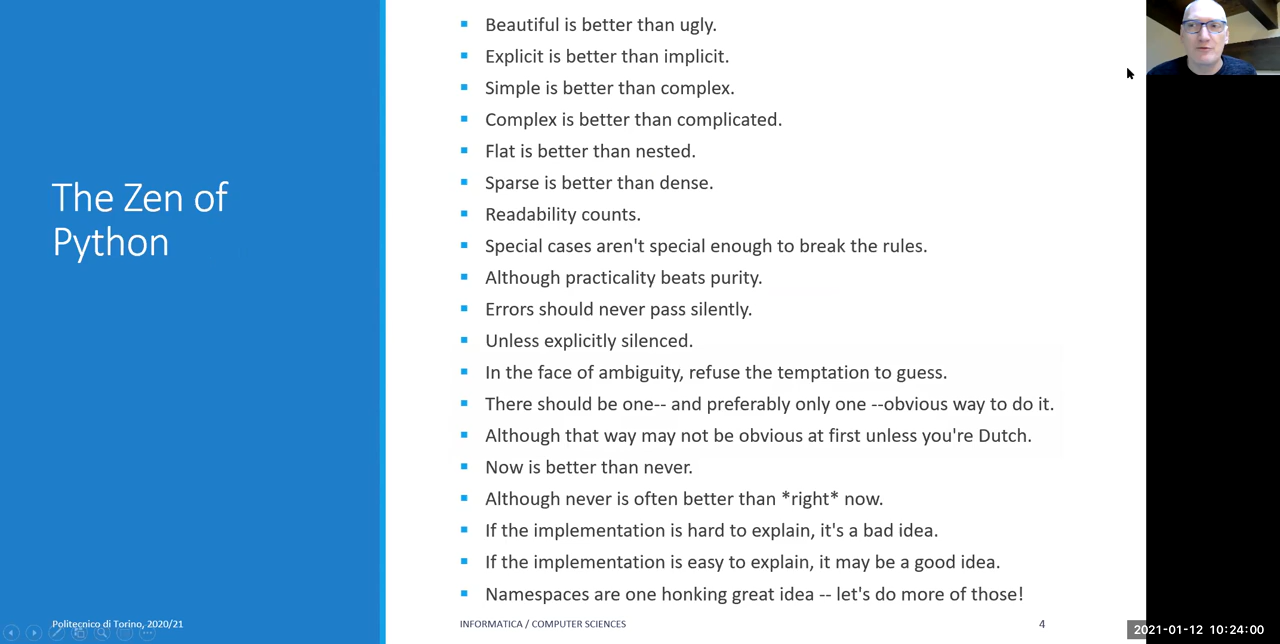 The Zen of
Python
Beautiful is better than ugly.
Explicit is better than implicit.
Simple is better than complex.
Complex is better than complicated.
Flat is better than nested.
Sparse is better than dense.
Readability counts.
Special cases aren't special enough to break the rules.
Although practicality beats purity.
Errors should never pass silently.
Unless explicitly silenced.
In the face of ambiguity, refuse the temptation to guess.
There should be one-- and preferably only one --obvious way to do it.
Although that way may not be obvious at first unless you're Dutch.
Now is better than never.
Although never is often better than *right* now.
If the implementation is hard to explain, it's a bad idea.
If the implementation is easy to explain, it may be a good idea.
Namespaces are one honking great idea -- let's do more of those!
Politecnico di Torino, 2020/21
INFORMATICA / COMPUTER SCIENCES
4
2021-01-12 10:24:00